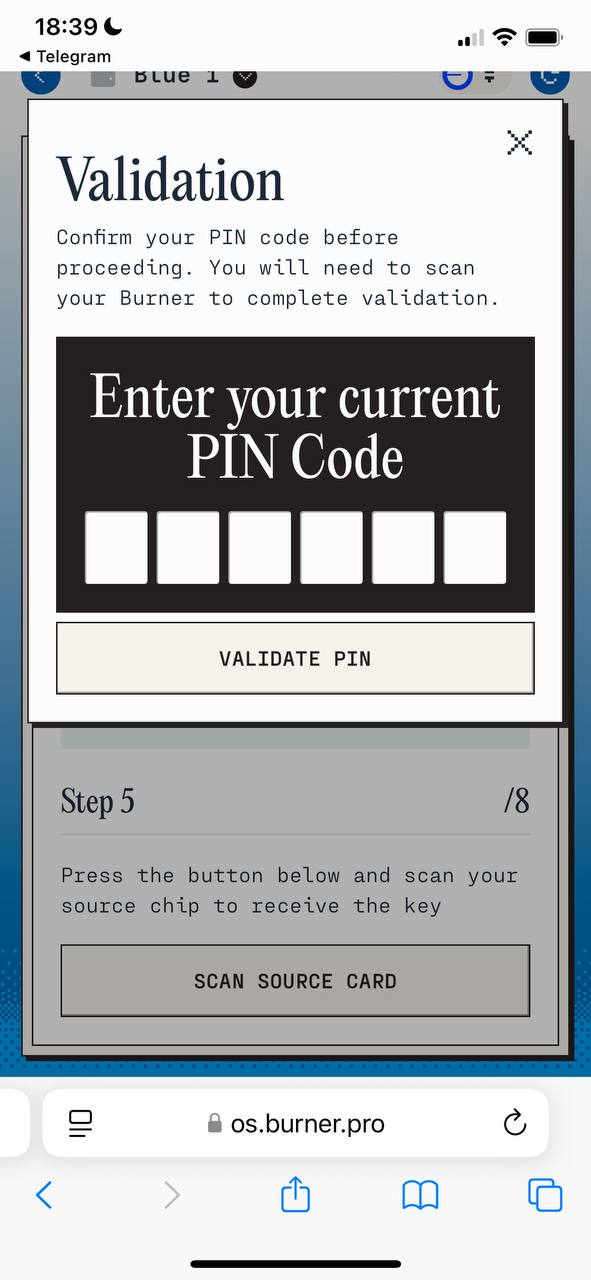 18:39
◀ Telegram
Blue 1
Validation
Confirm your PIN code before
proceeding. You will need to scan
your Burner to complete validation.
Enter your current
PIN Code
VALIDATE PIN
Step 5 /8
Press the button below and scan your
source chip to receive the key
SCAN SOURCE CARD
os.burner.pro